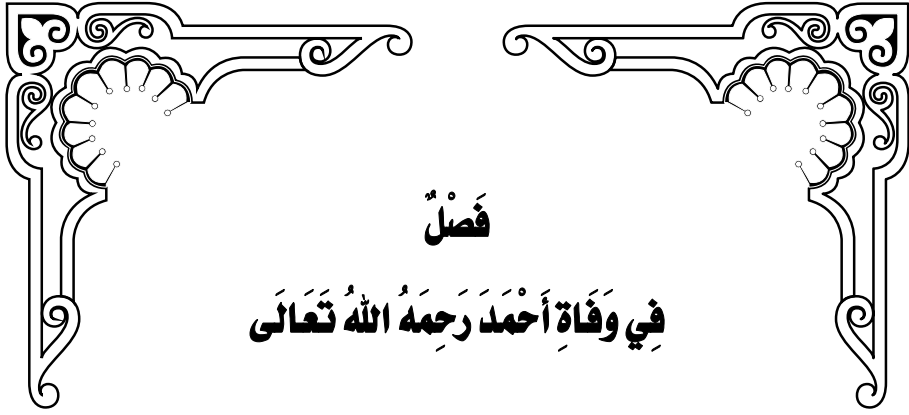 فَصْلٌ
فِي وَفَاةِ أَحْمَدَ رَحِمَهُ اللهُ تَعَالَى